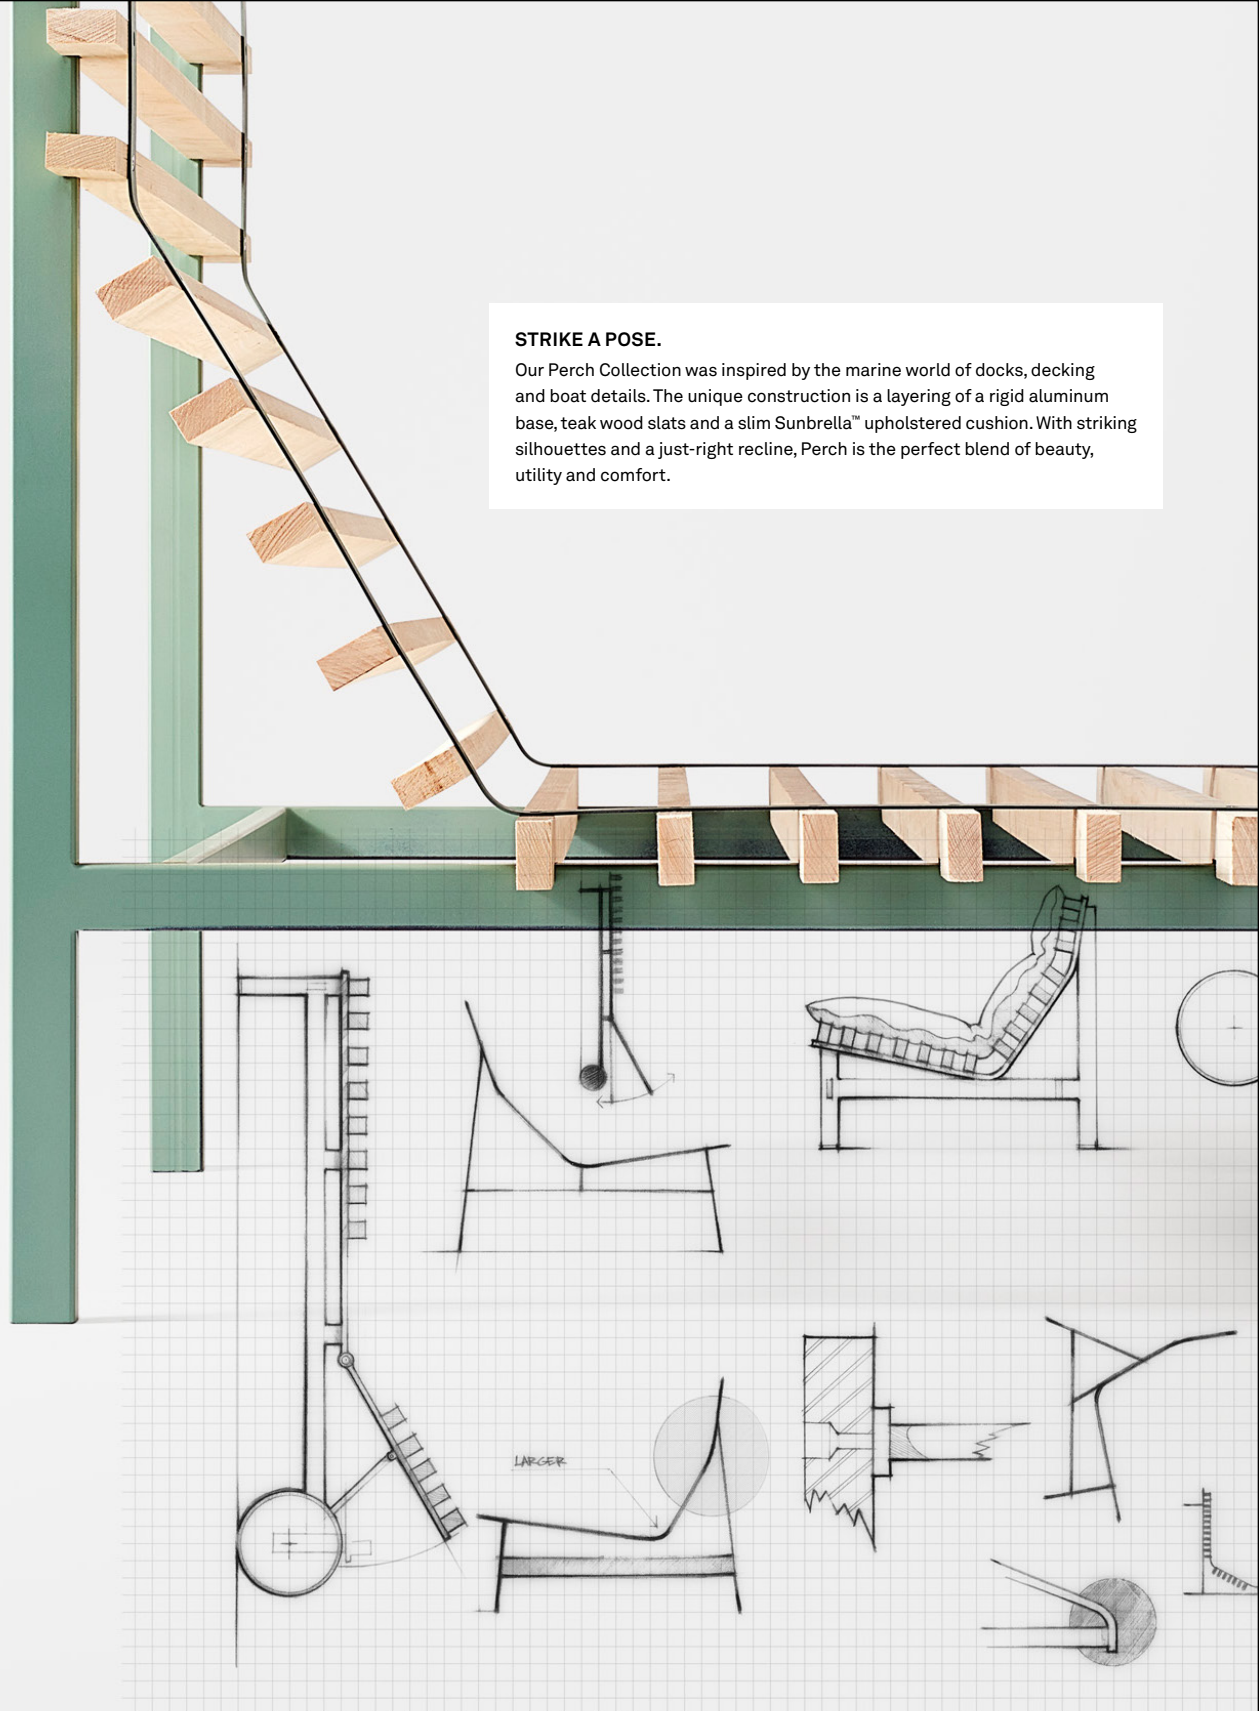 STRIKE A POSE.
Our Perch Collection was inspired by the marine world of docks, decking
and boat details. The unique construction is a layering of a rigid aluminum
base, teak wood slats and a slim Sunbrella™ upholstered cushion. With striking
silhouettes and a just-right recline, Perch is the perfect blend of beauty,
utility and comfort.
LARGER